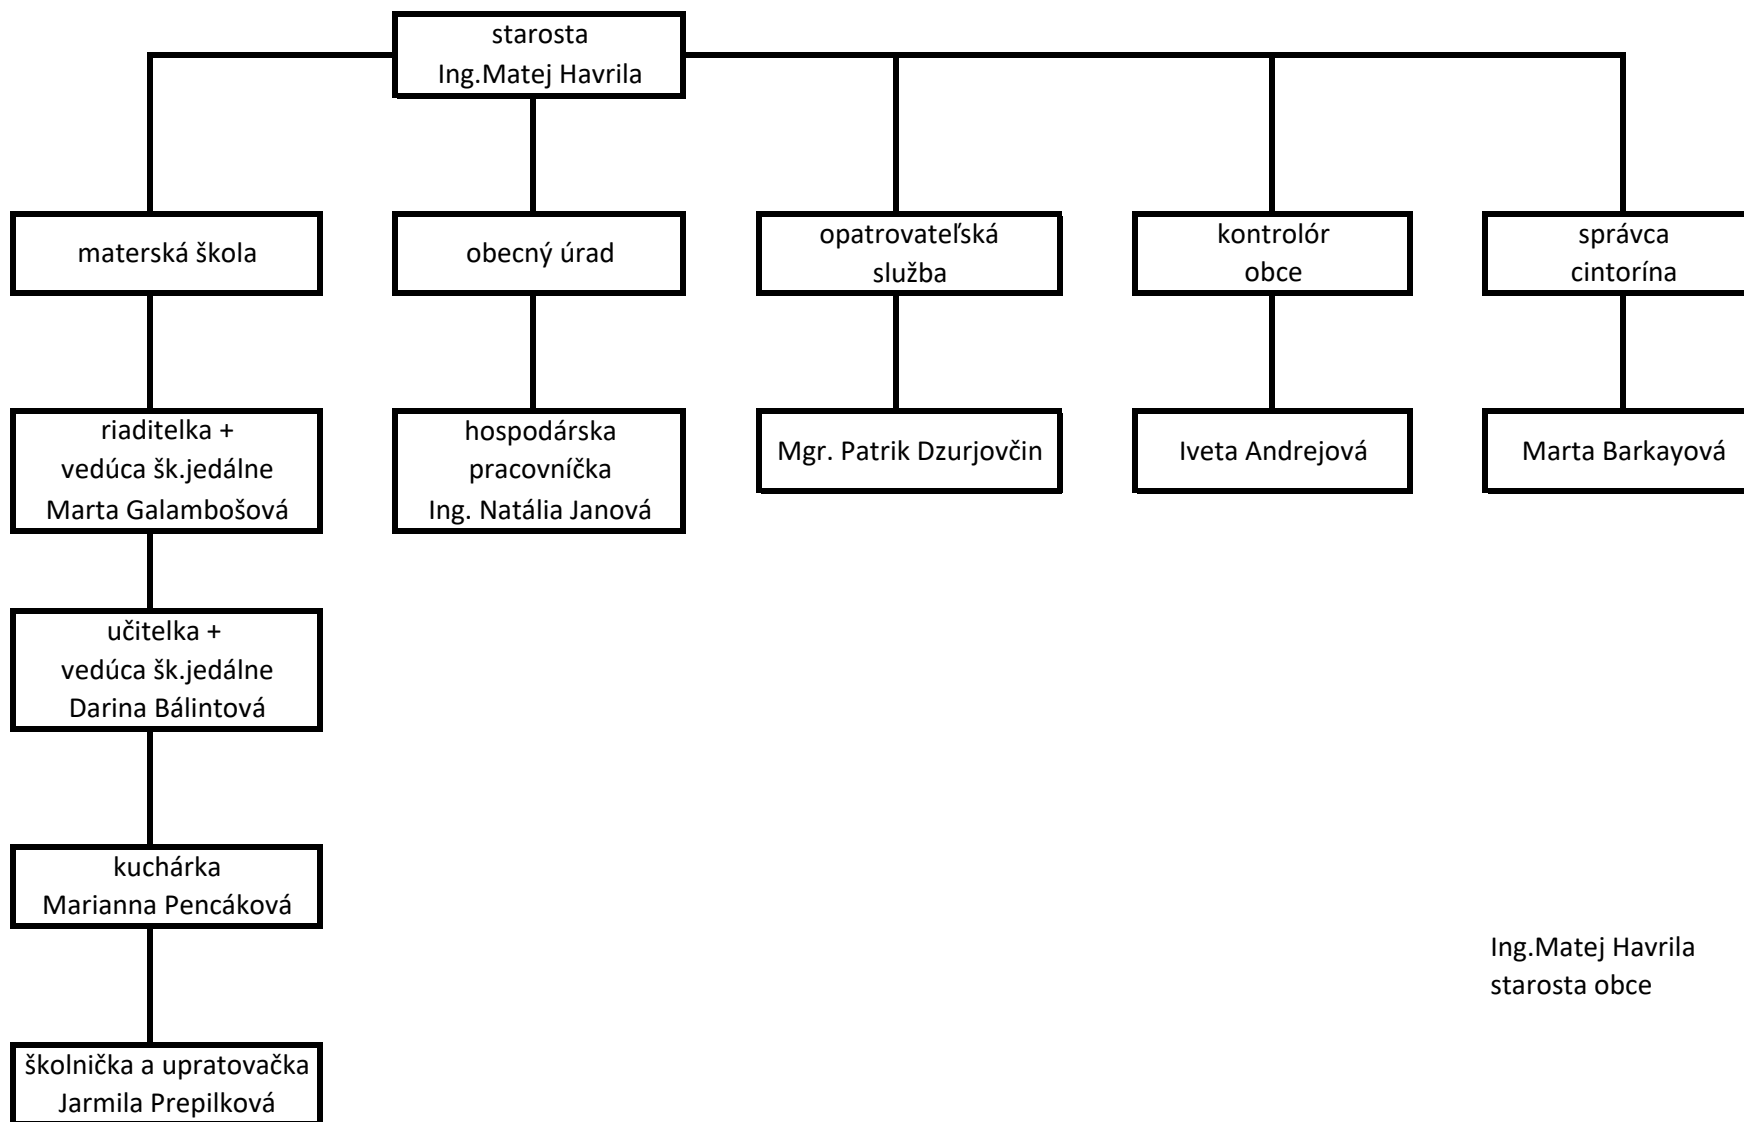 starosta
Ing.Matej Havrila
materská škola
obecný úrad
opatrovateľská
služba
kontrolór
obce
správca
cintorína
riaditelka +
vedúca šk.jedálne
Marta Galambošová
hospodárska
pracovníčka
Ing. Natália Janová
Mgr. Patrik Dzurjovčin
Iveta Andrejová
Marta Barkayová
učitelka +
vedúca šk.jedálne
Darina Bálintová
kuchárka
Marianna Pencáková
Ing.Matej Havrila
starosta obce
školnička a upratovačka
Jarmila Prepilková